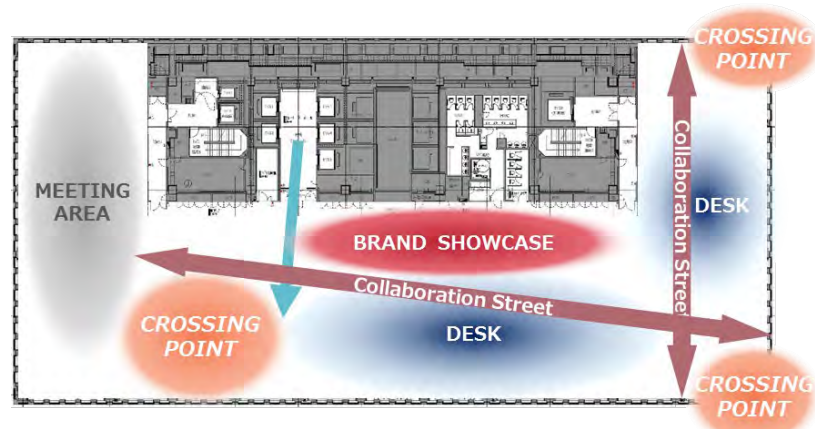 CROSSING
POINT
Collaboration Street
DESK
MEETING
AREA
BRAND SHOWCASE
Collaboration Street
CROSSING
POINT
DESK
CROSSING
POINT